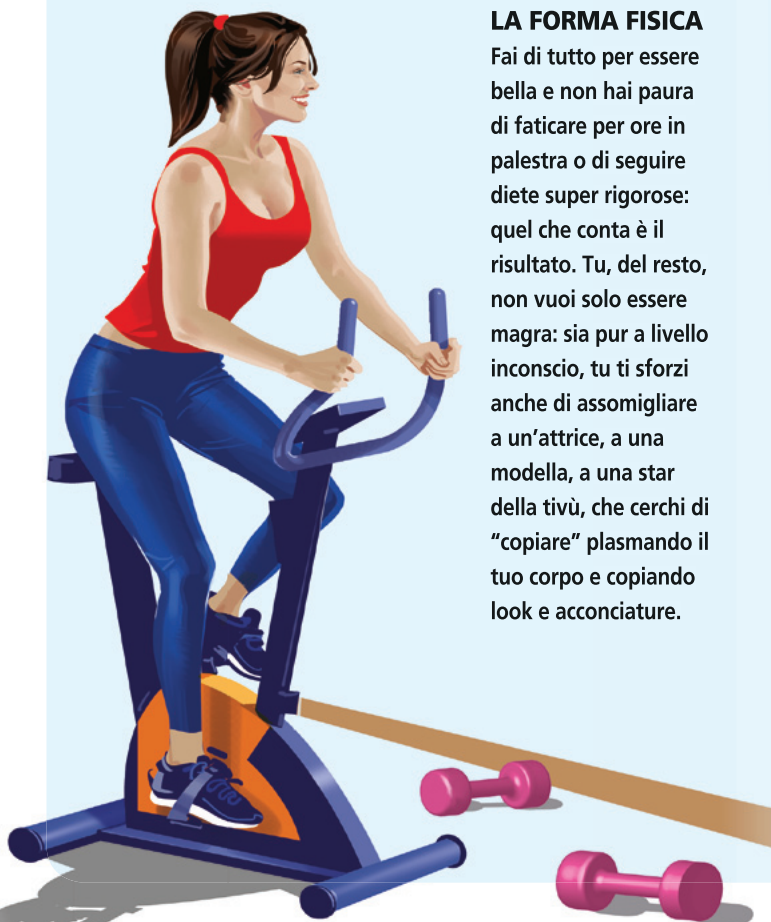 LA FORMA FISICA
Fai di tutto per essere
bella e non hai paura
di faticare per ore in
palestra o di seguire
diete super rigorose:
quel che conta è il
risultato. Tu, del resto,
non vuoi solo essere
magra: sia pur a livello
inconscio, tu ti sforzi
anche di assomigliare
a un’attrice, a una
modella, a una star
della tivù, che cerchi di
“copiare” plasmando il
tuo corpo e copiando
look e acconciature.